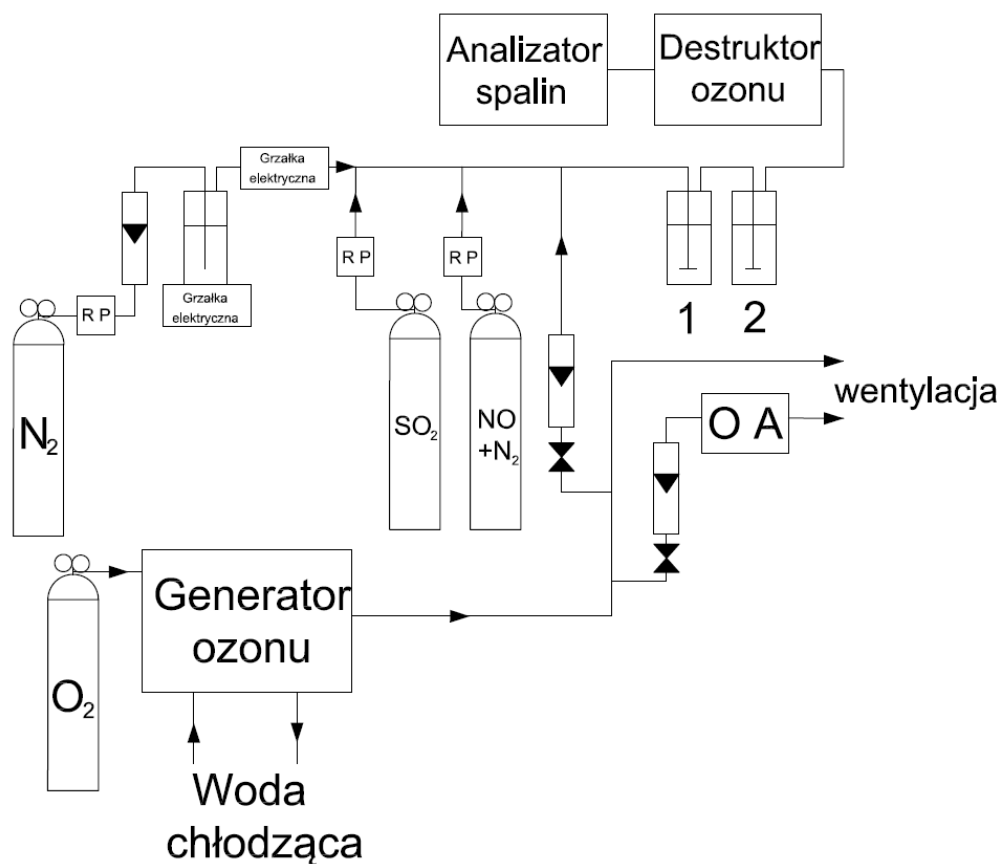 Analizator
spalin
Destruktor
ozonu
Grzałka
elektryczna
Grzałka
elektryczna
R P
R P
R P
1
2
N2
SO2
NO
+N2
wentylacja
O A
O2
Generator
ozonu
Woda
chłodząca